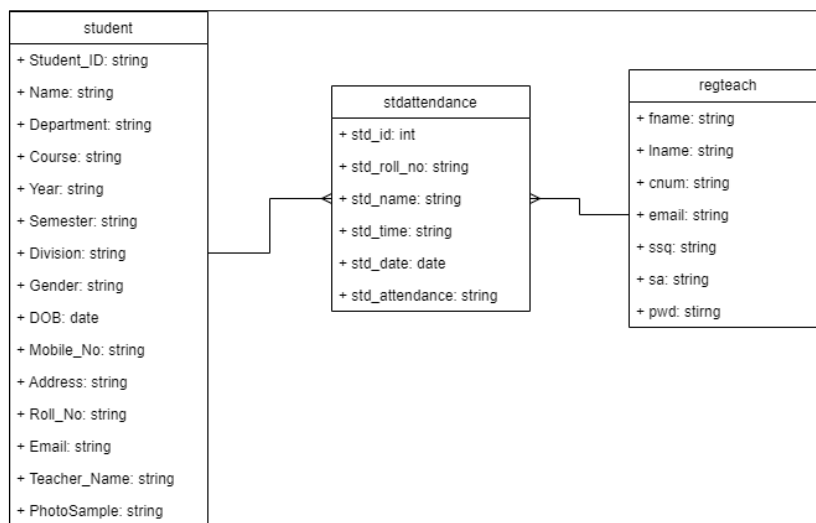 student
+ Student_ID: string
+ Name: string
+ Department: string
+ Course: string
+ Year: string
+ Semester: string
+ Division: string
+ Gender: string
+ DOB: date
+ Mobile_No: string
+ Address: string
+ Roll_No: string
+ Email: string
+ Teacher_Name: string
+ PhotoSample: string
stdattendance
+ std_id: int
+ std_roll_no: string
+ std_name: string
+ std_time: string
+ std_date: date
+ std_attendance: string
regteach
+ fname: string
+ lname: string
+ cnum: string
+ email: string
+ ssq: string
+ sa: string
+ pwd: stirng